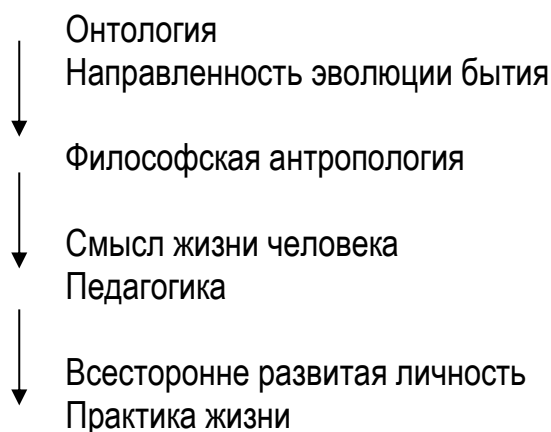 Онтология
Направленность эволюции бытия
Философская антропология
Смысл жизни человека
Педагогика
Всесторонне развитая личность
Практика жизни